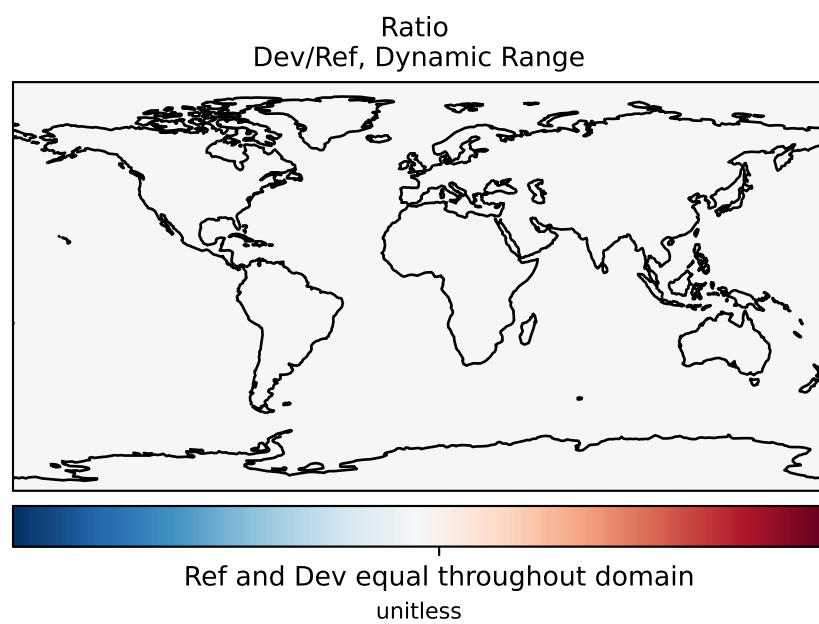 Ratio
Dev/Ref, Dynamic Range
Ref and Dev equal throughout domain
unitless